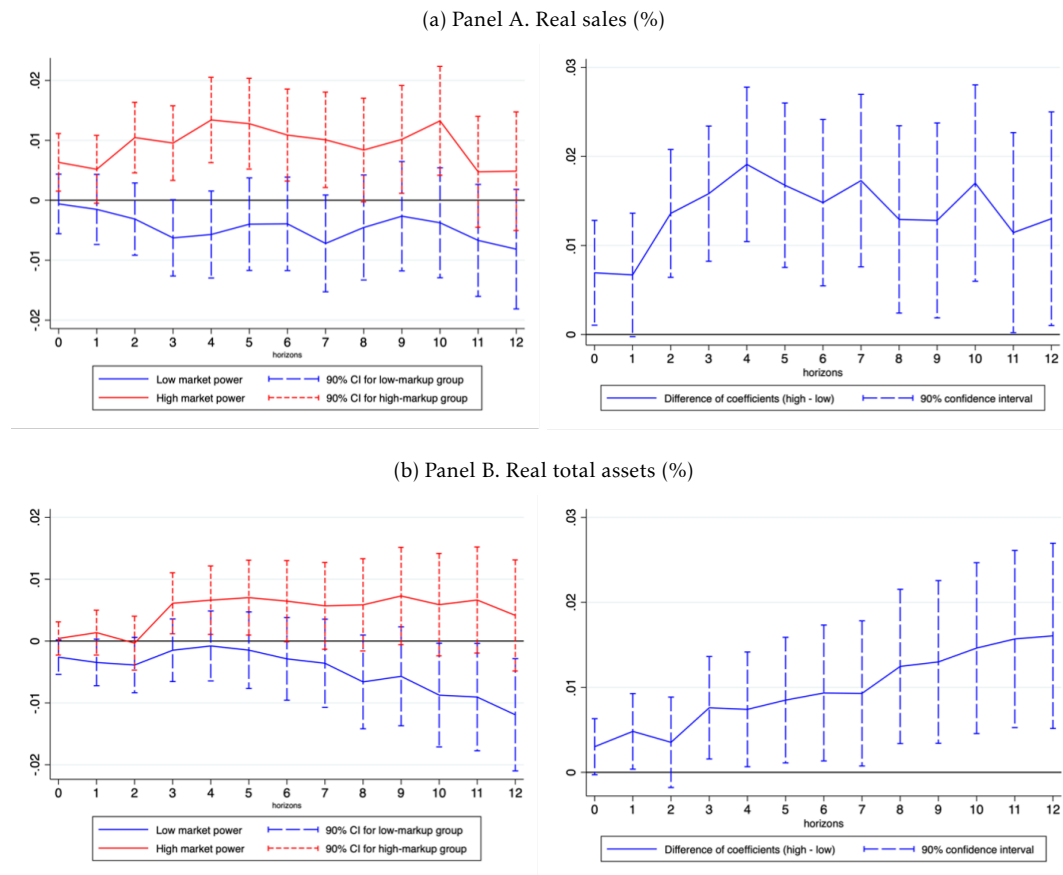 (a) Panel A. Real sales (%)
.02
.01
0
-.01
-.02
0 1 2 3 4 5 6 7 8 9 10 11 12
horizons
Low market power 90% CI for low-markup group
High market power 90% CI for high-markup group
.03
.02
.01
0
0 1 2 3 4 5 6 7 8 9 10 11 12
horizons
Difference of coefficients (high - low) 90% confidence interval
(b) Panel B. Real total assets (%)
.02
.01
0
-.01
-.02
0 1 2 3 4 5 6 7 8 9 10 11 12
horizons
Low market power 90% CI for low-markup group
High market power 90% CI for high-markup group
.03
.02
.01
0
0 1 2 3 4 5 6 7 8 9 10 11 12
horizons
Difference of coefficients (high - low) 90% confidence interval